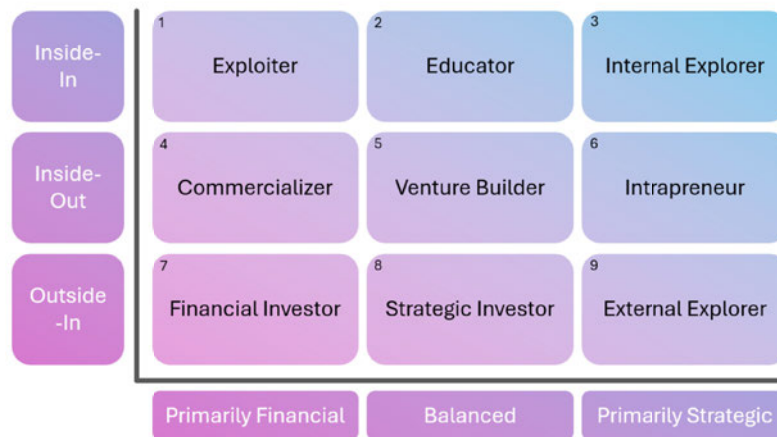 Inside-
In
1
Exploiter
2
Educator
3
Internal Explorer
Inside-
Out
4
Commercializer
5
Venture Builder
6
Intrapreneur
Outside
-In
7
Financial Investor
8
Strategic Investor
9
External Explorer
Primarily Financial
Balanced
Primarily Strategic